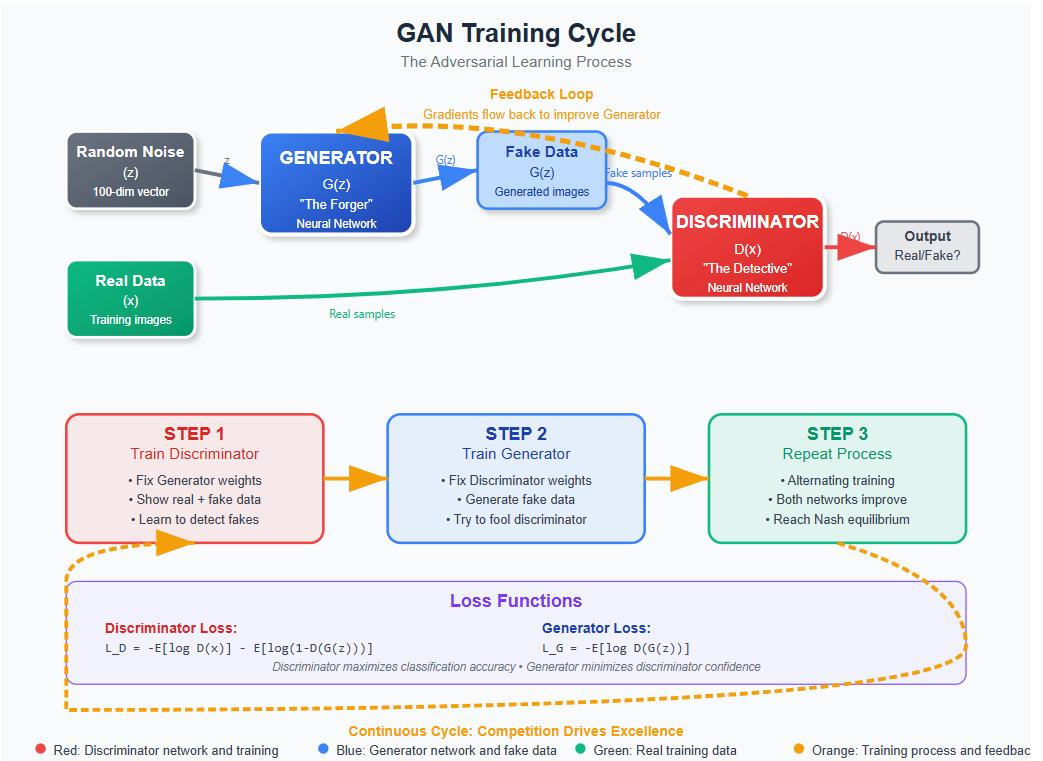 GAN Training Cycle
The Adversarial Learning Process
Feedback Loop
Gradients flow back to improve Generator
Random Noise
(z)
100-dim vector
z
GENERATOR
G(z)
"The Forger"
Neural Network
G(z)
Fake Data
G(z)
Generated images
Fake samples
DISCRIMINATOR
D(x)
"The Detective"
Neural Network
D(x)
Output
Real/Fake?
Real Data
(x)
Training images
Real samples
STEP 1
Train Discriminator
• Fix Generator weights
• Show real + fake data
• Learn to detect fakes
STEP 2
Train Generator
• Fix Discriminator weights
• Generate fake data
• Try to fool discriminator
STEP 3
Repeat Process
• Alternating training
• Both networks improve
• Reach Nash equilibrium
Loss Functions
Discriminator Loss:
L_D = -E[log D(x)] - E[log(1-D(G(z)))]
Generator Loss:
L_G = -E[log D(G(z))]
Discriminator maximizes classification accuracy • Generator minimizes discriminator confidence
Continuous Cycle: Competition Drives Excellence
Red: Discriminator network and training
Blue: Generator network and fake data
Green: Real training data
Orange: Training process and feedbac